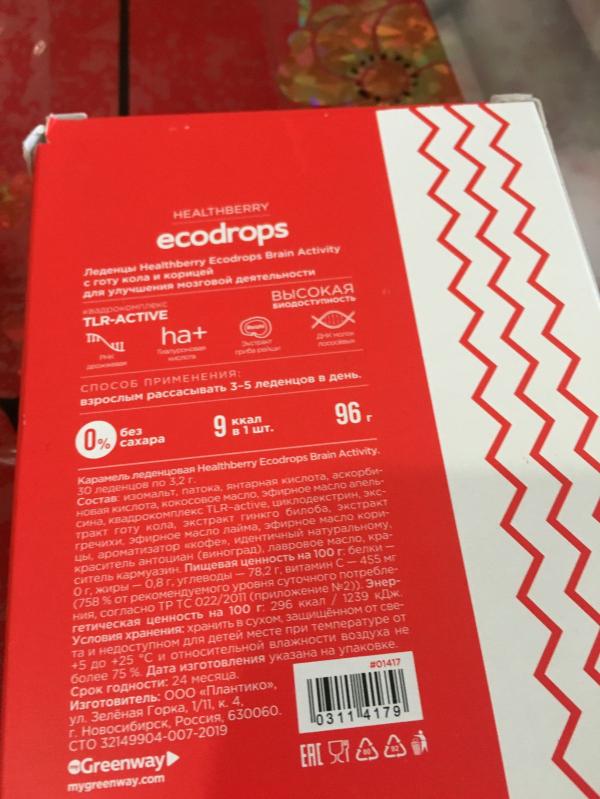 HEALTHBERRY
ecodrops
Леденцы Healthberry Ecodrops Brain Activity
с готу кола и корицей
для улучшения мозговой деятельности
квадрокомплекс
TLR-ACTIVE
ВЫСОКАЯ
БИОДОСТУПНОСТЬ
РНК
дрожжевая
ha+
Гиалуроновая
кислота
Reishi
Экстракт
гриба рейши
ДНК молок
лососёвых
СПОСОБ ПРИМЕНЕНИЯ:
взрослым рассасывать 3-5 леденцов в день.
0% без
сахара
9 ккал
в 1 шт.
96 г
Карамель леденцовая Healthberry Ecodrops Brain Activity.
30 леденцов по 3,2 г.
Состав: изомальт, патока, янтарная кислота, аскорби-
новая кислота, кокосовое масло, эфирное масло апель-
сина, квадрокомплекс TLR-active, циклодекстрин, экс-
тракт готу кола, экстракт гинкго билоба, экстракт
гречихи, эфирное масло лайма, эфирное масло кори-
цы, ароматизатор «кофе», идентичный натуральному,
краситель антоциан (виноград), лавровое масло, кра-
ситель кармуазин. Пищевая ценность на 100 г: белки —
0 г, жиры — 0,8 г, углеводы — 78,2 г, витамин С — 455 мг
(758 % от рекомендуемого уровня суточного потребле-
ния, согласно ТР ТС 022/2011 (приложение №2)). Энер-
гетическая ценность на 100 г: 296 ккал / 1239 кДж.
Условия хранения: хранить в сухом, защищённом от све-
та и недоступном для детей месте при температуре от
+5 до +25 °С и относительной влажности воздуха не
более 75 %. Дата изготовления указана на упаковке.
Срок годности: 24 месяца.
Изготовитель: ООО «Плантико»,
ул. Зелёная Горка, 1/11, к. 4,
г. Новосибирск, Россия, 630060.
СТО 32149904-007-2019
#01417
0311 4179
EAC
my Greenway
mygreenway.com